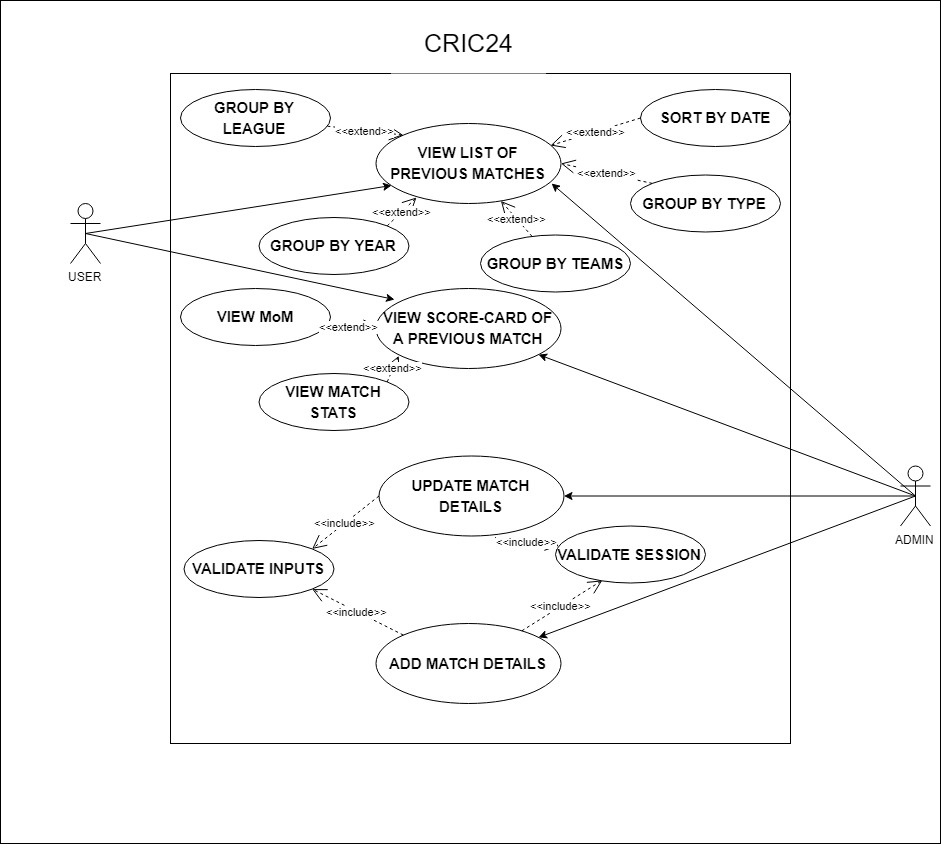 CRIC24
GROUP BY
LEAGUE
<<extend>>
VIEW LIST OF
PREVIOUS MATCHES
<<extend>>
SORT BY DATE
<<extend>>
GROUP BY TYPE
<<extend>>
GROUP BY YEAR
<<extend>>
GROUP BY TEAMS
USER
VIEW MoM
<<extend>>
VIEW SCORE-CARD OF
A PREVIOUS MATCH
<<extend>>
VIEW MATCH
STATS
UPDATE MATCH
DETAILS
<<include>>
<<include>>
VALIDATE SESSION
ADMIN
VALIDATE INPUTS
<<include>>
<<include>>
ADD MATCH DETAILS